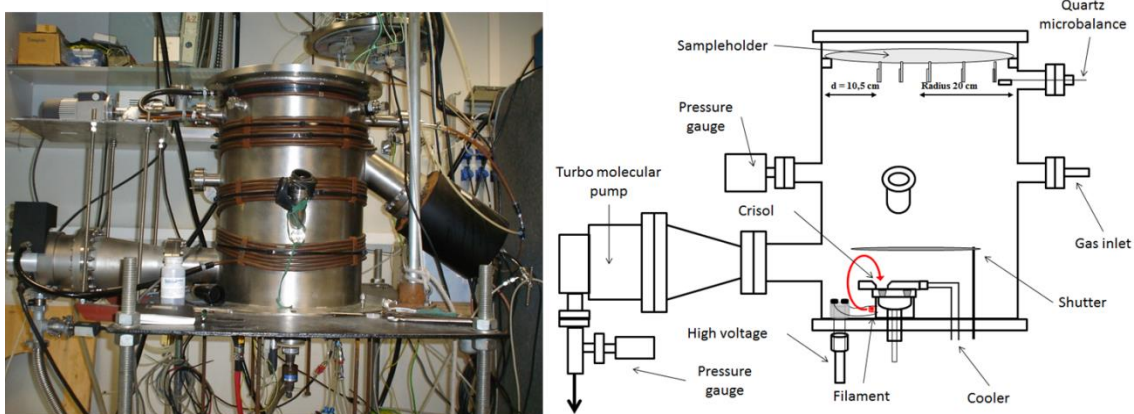 Quartz
microbalance
Sampleholder
d = 10,5 cm
Radius 20 cm
Pressure
gauge
Turbo molecular
pump
Crisol
Gas inlet
Shutter
High voltage
Pressure
gauge
Filament
Cooler